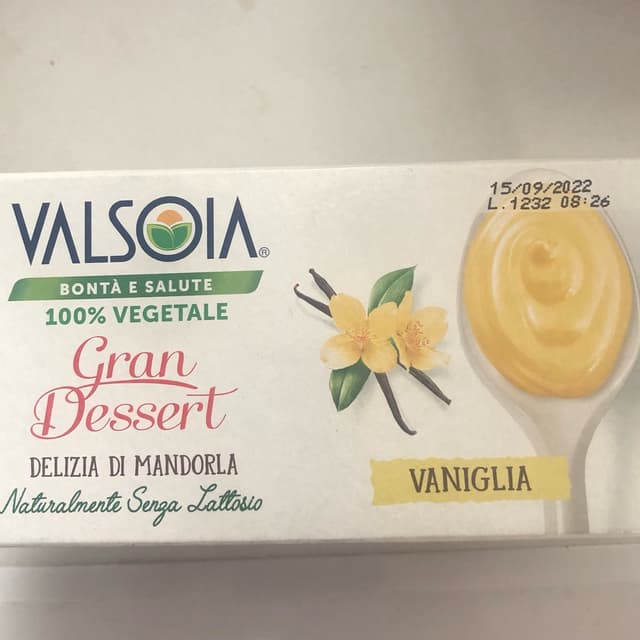 15/09/2022
L.1232 08:26
VALSOIA®
BONTÀ E SALUTE
100% VEGETALE
Gran
Dessert
DELIZIA DI MANDORLA
Naturalmente Senza Lattosio
VANIGLIA